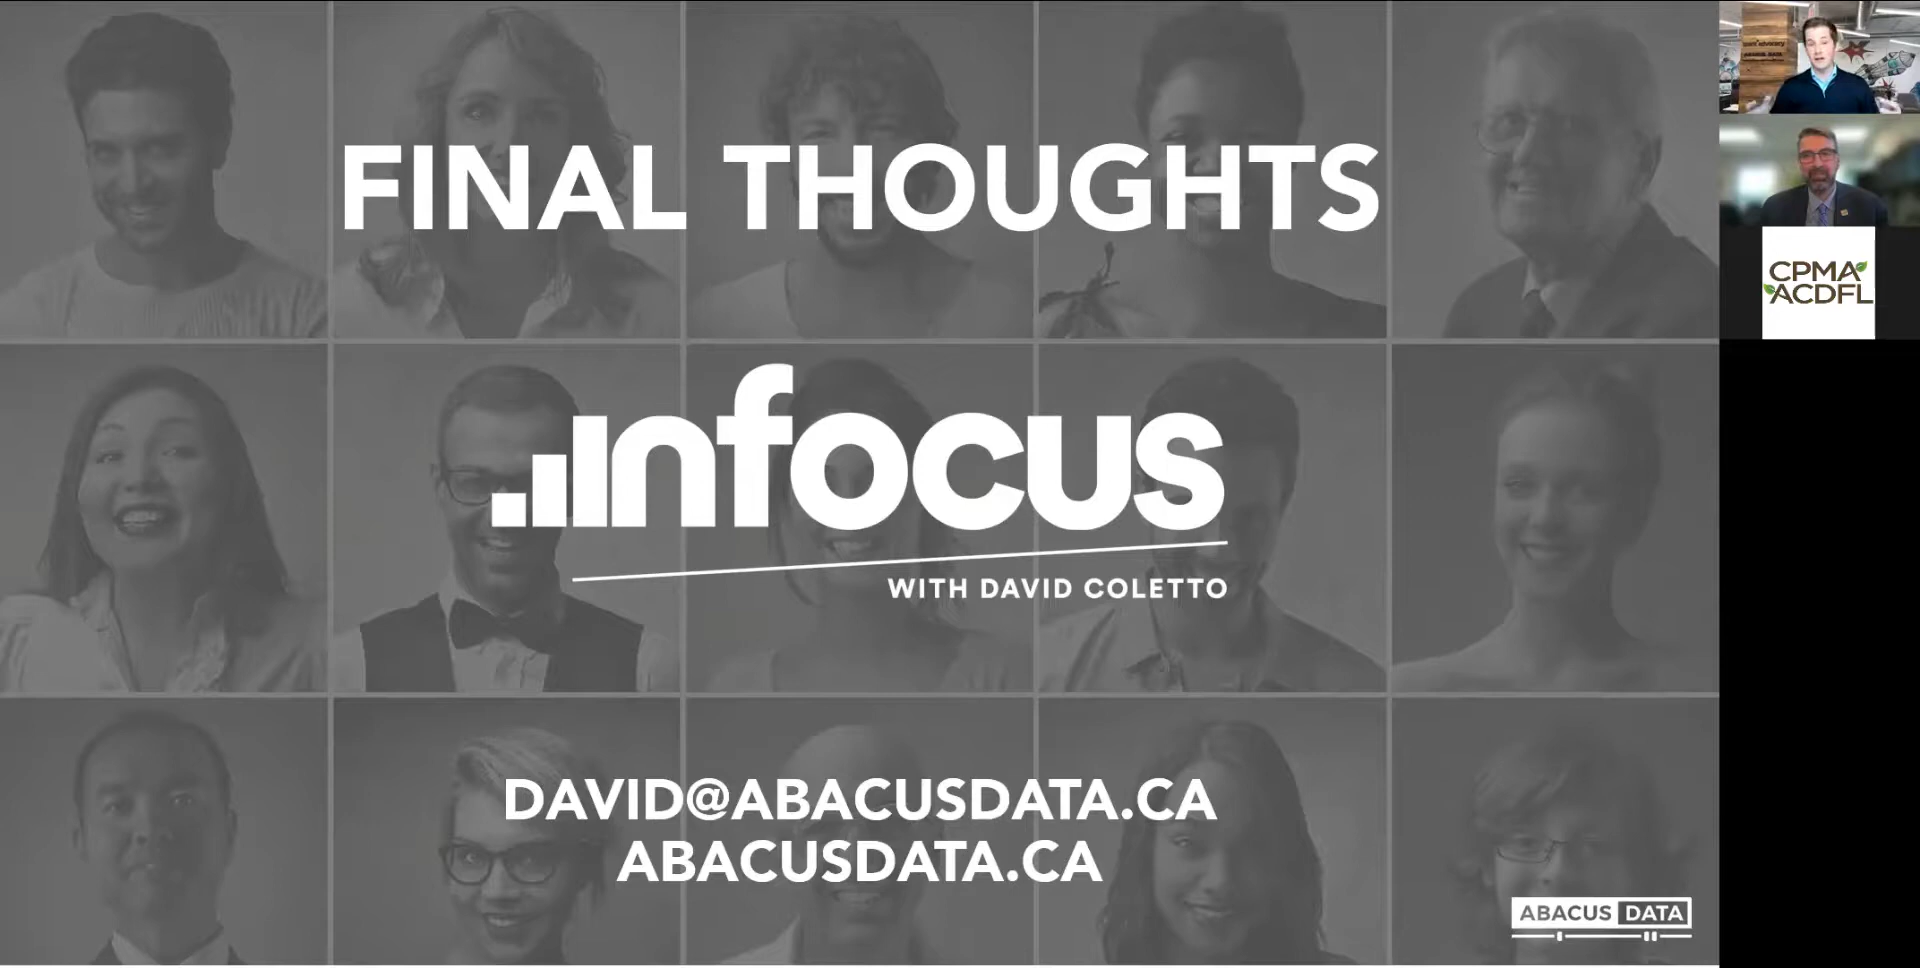 FINAL THOUGHTS
infocus
WITH DAVID COLETTO
DAVID@ABACUSDATA.CA
ABACUSDATA.CA
ABACUS DATA
CPMA
ACDFL